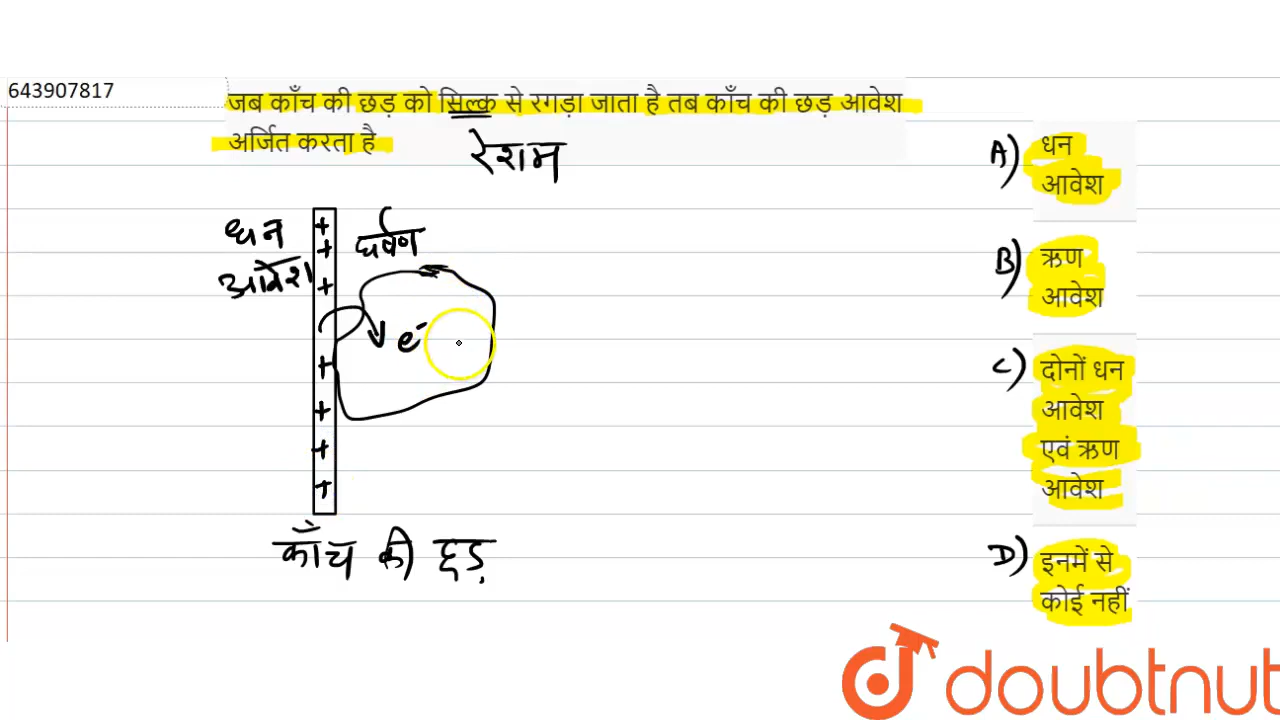 643907817
जब काँच की छड़ को सिल्क से रगड़ा जाता है तब काँच की छड़ आवेश
अर्जित करता है
रेशम
धन
आवेश
घर्षण
e-
काँच की छड़
A) धन
आवेश
B) ऋण
आवेश
C) दोनों धन
आवेश
एवं ऋण
आवेश
D) इनमें से
कोई नहीं
doubtnut